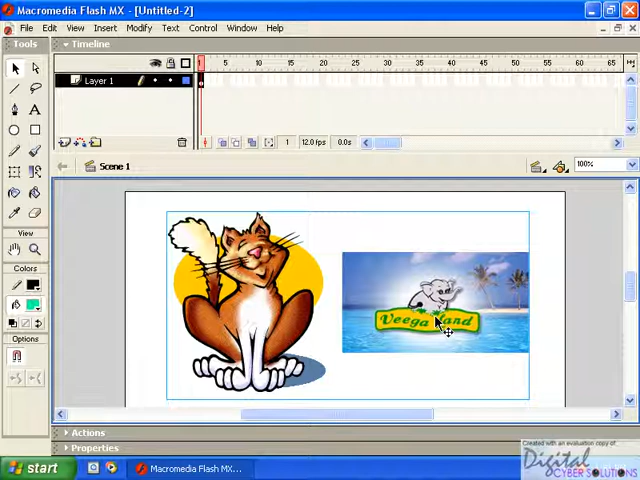 Macromedia Flash MX - [Untitled-2]
File Edit View Insert Modify Text Control Window Help
Tools
Timeline
1 5 10 15 20 25 30 35 40 45 50 55 60 65
Layer 1
1 12.0 fps 0.0s
Scene 1
100%
View
Colors
Options
Veega Land
Actions
Properties
Created with an evaluation copy of
Digital
CYBER SOLUTIONS
start
Macromedia Flash MX...